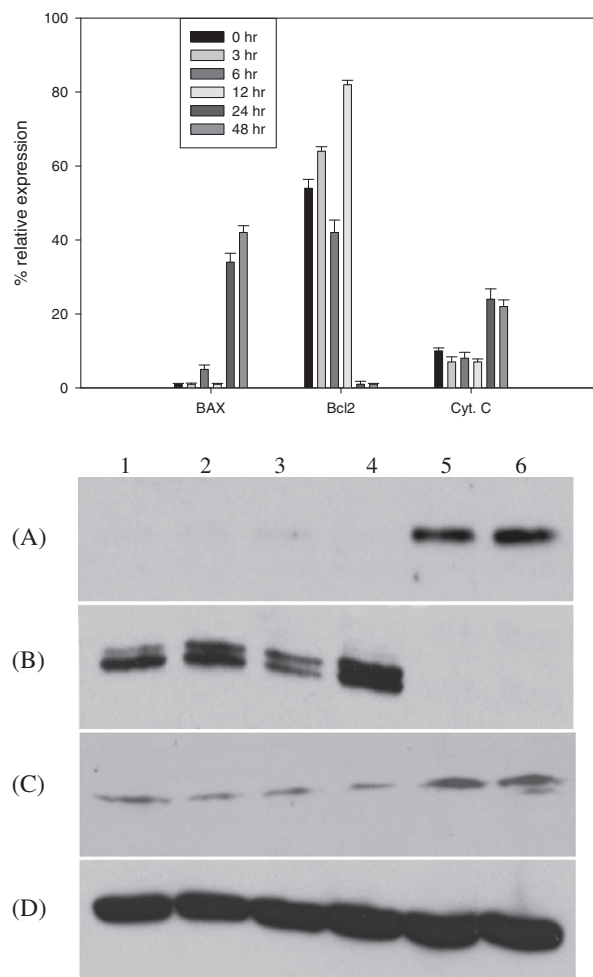 100
80
60
40
20
0
% relative expression
0 hr
3 hr
6 hr
12 hr
24 hr
48 hr
BAX Bcl2 Cyt. C
1 2 3 4 5 6
(A)
(B)
(C)
(D)